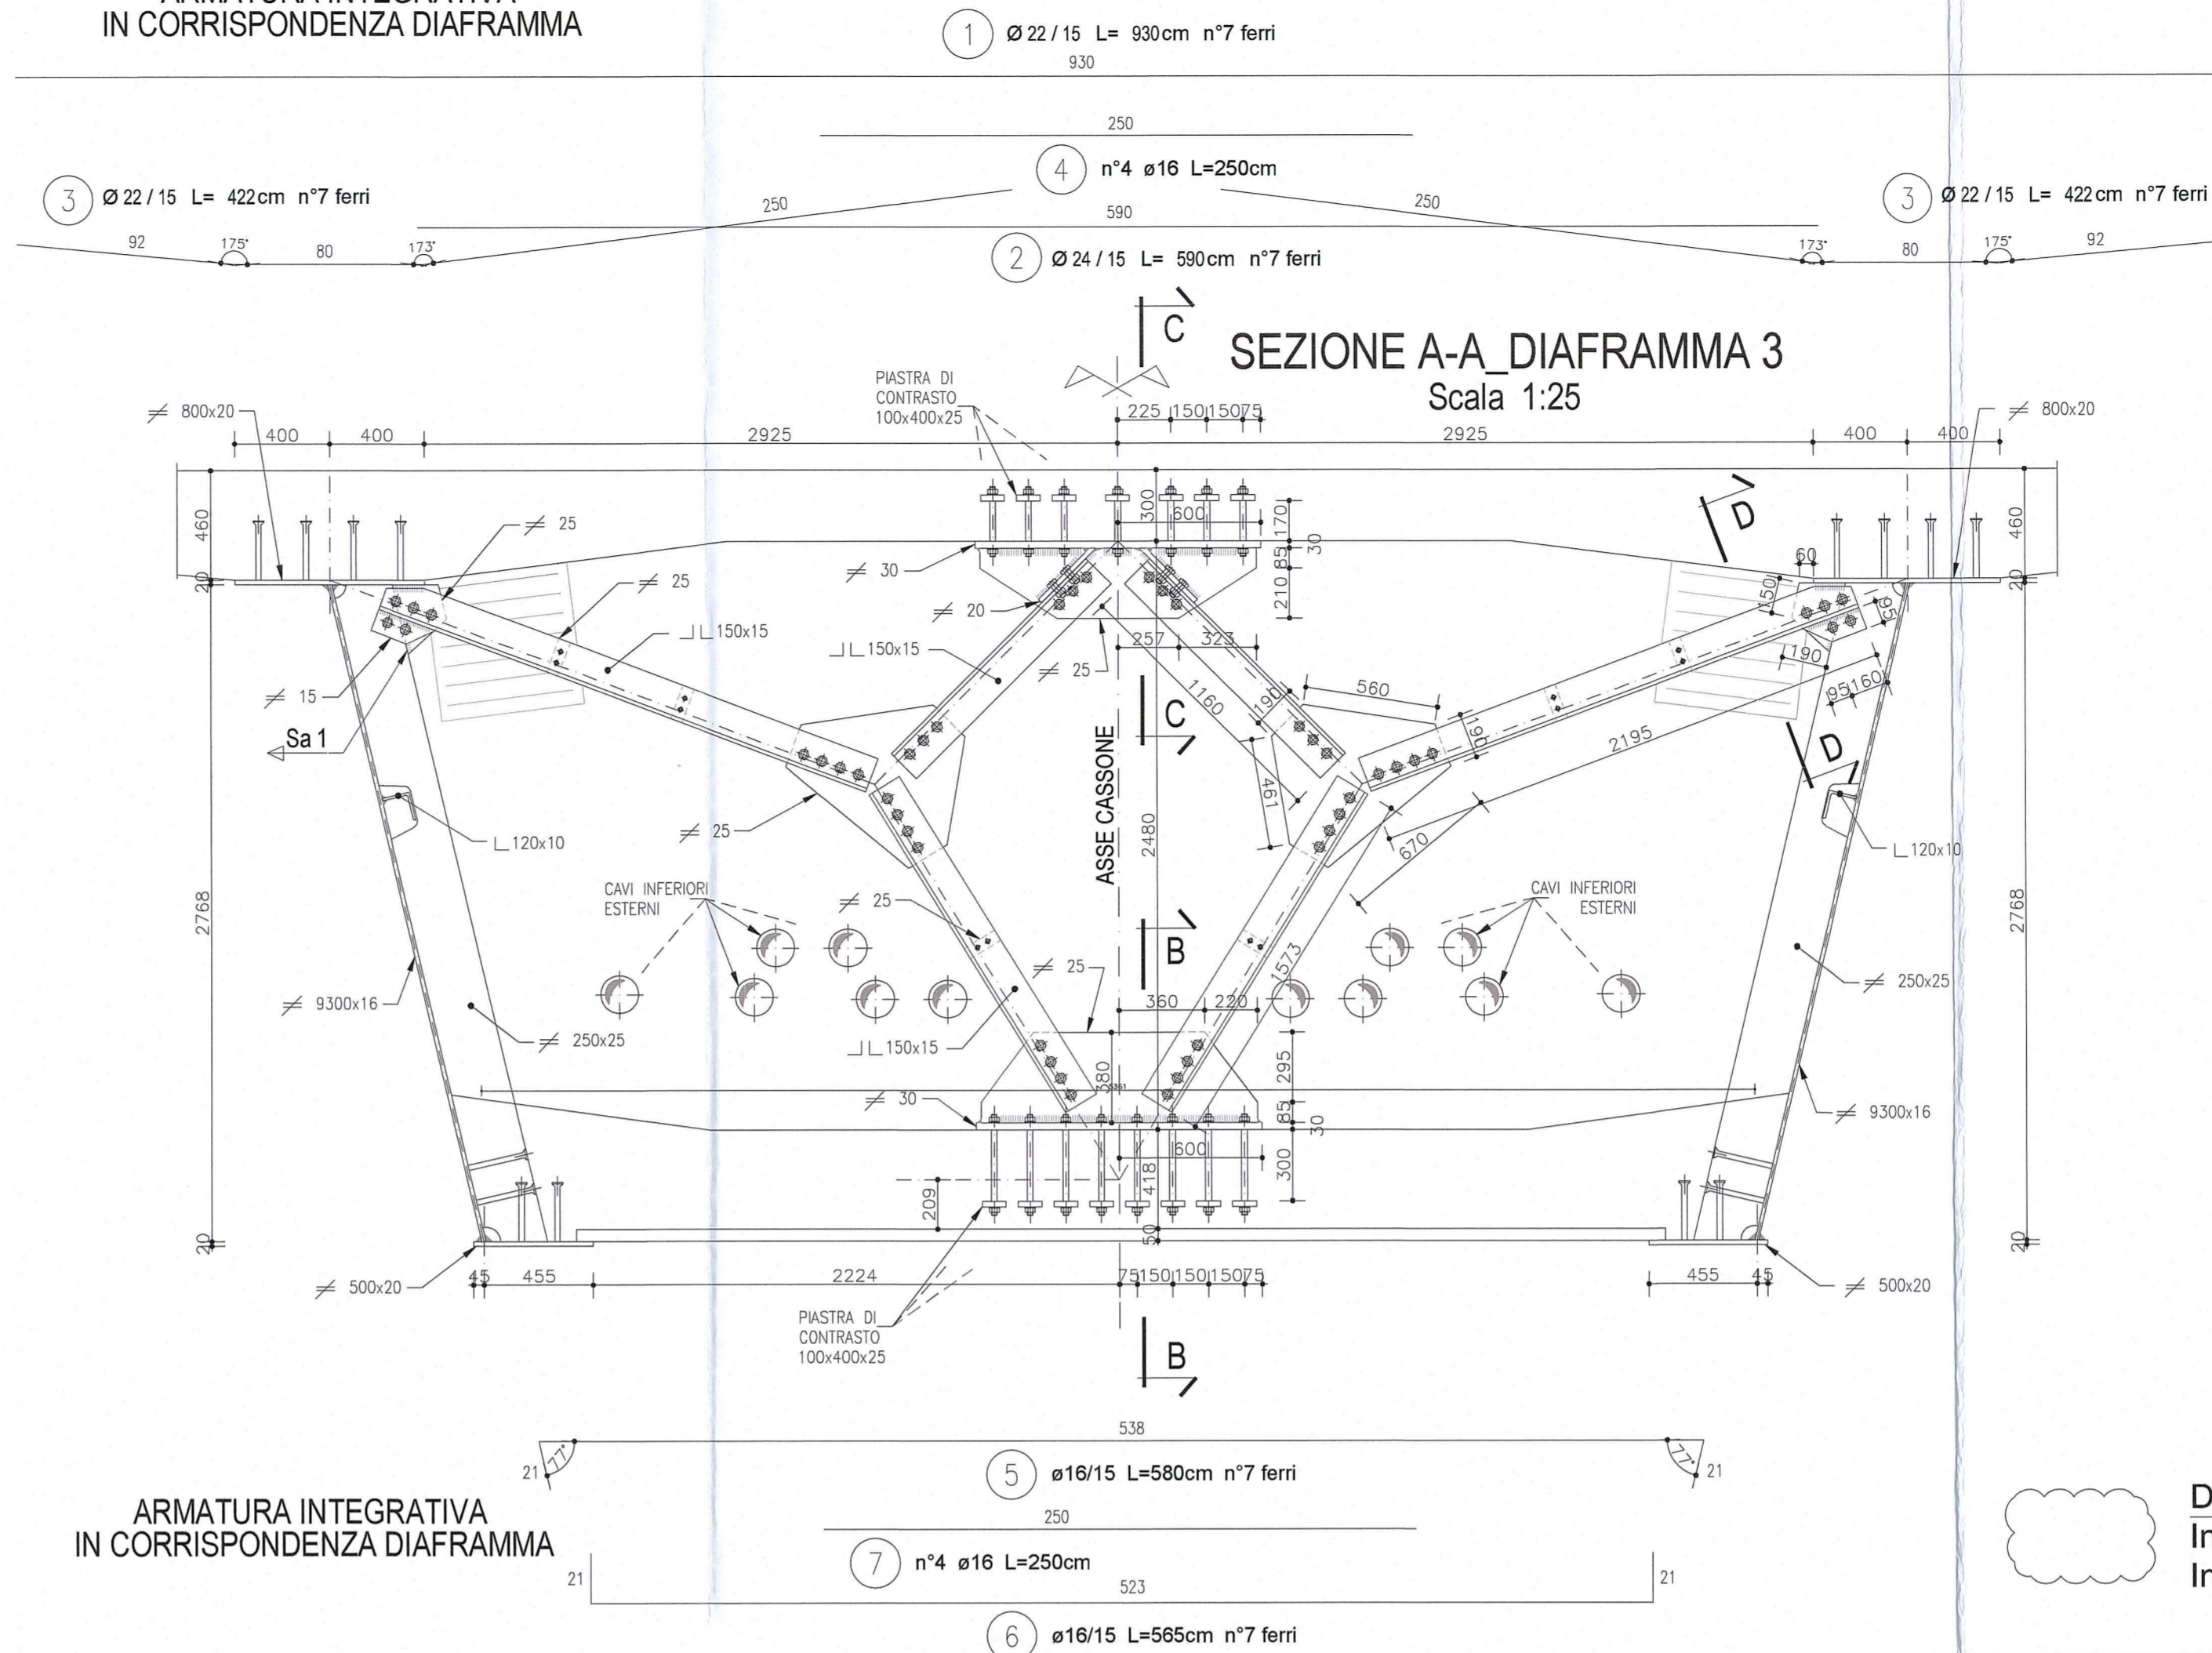 IN CORRISPONDENZA DIAFRAMMA
1 Ø 22 / 15 L= 930cm n°7 ferri
930
250
4 n°4 ø16 L=250cm
3 Ø 22 / 15 L= 422cm n°7 ferri
3 Ø 22 / 15 L= 422cm n°7 ferri
250
590
250
92
175°
80
173°
2 Ø 24 / 15 L= 590cm n°7 ferri
173°
80
175°
92
C
SEZIONE A-A_DIAFRAMMA 3
Scala 1:25
PIASTRA DI
CONTRASTO
100x400x25
800x20
400
400
2925
225
150
150
75
2925
400
400
800x20
460
20
25
25
300
600
170
30
85
210
D
60
460
20
30
20
150x15
150x15
257
323
25
150
95
190
95
160
15
Sa 1
1160
190
560
190
2195
C
D
461
670
120x10
25
ASSE CASSONE
2480
120x10
2768
CAVI INFERIORI
ESTERNI
25
B
CAVI INFERIORI
ESTERNI
2768
25
1573
360
220
9300x16
250x25
250x25
150x15
380
5361
295
30
85
30
9300x16
600
300
209
418
50
20
20
500x20
45
455
2224
75
150
150
150
75
455
45
500x20
PIASTRA DI
CONTRASTO
100x400x25
B
538
21
77°
77°
21
5 ø16/15 L=580cm n°7 ferri
ARMATURA INTEGRATIVA
IN CORRISPONDENZA DIAFRAMMA
250
7 n°4 ø16 L=250cm
21
523
21
6 ø16/15 L=565cm n°7 ferri